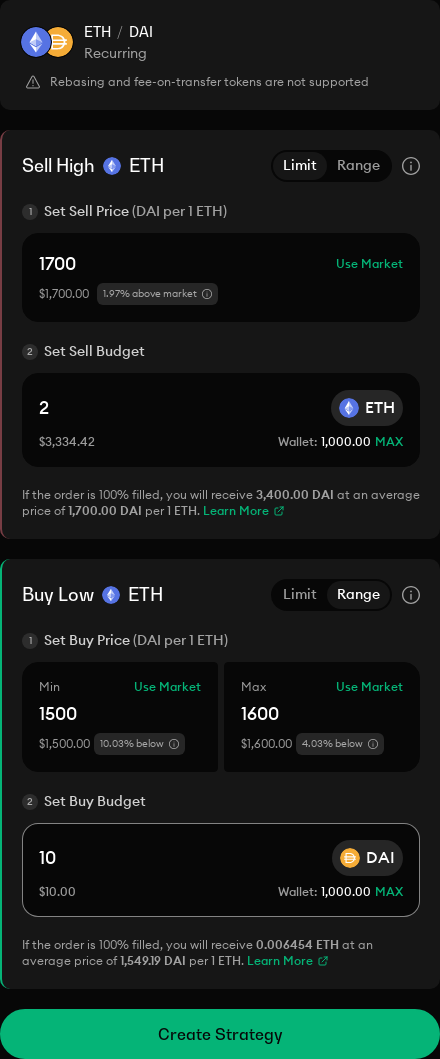 ETH / DAI
Recurring
Rebasing and fee-on-transfer tokens are not supported
Sell High ETH Limit Range
1 Set Sell Price (DAI per 1 ETH)
1700 Use Market
$1,700.00 1.97% above market
2 Set Sell Budget
2 ETH
$3,334.42 Wallet: 1,000.00 MAX
If the order is 100% filled, you will receive 3,400.00 DAI at an average
price of 1,700.00 DAI per 1 ETH. Learn More
Buy Low ETH Limit Range
1 Set Buy Price (DAI per 1 ETH)
Min Use Market Max Use Market
1500 1600
$1,500.00 10.03% below $1,600.00 4.03% below
2 Set Buy Budget
10 DAI
$10.00 Wallet: 1,000.00 MAX
If the order is 100% filled, you will receive 0.006454 ETH at an
average price of 1,549.19 DAI per 1 ETH. Learn More
Create Strategy